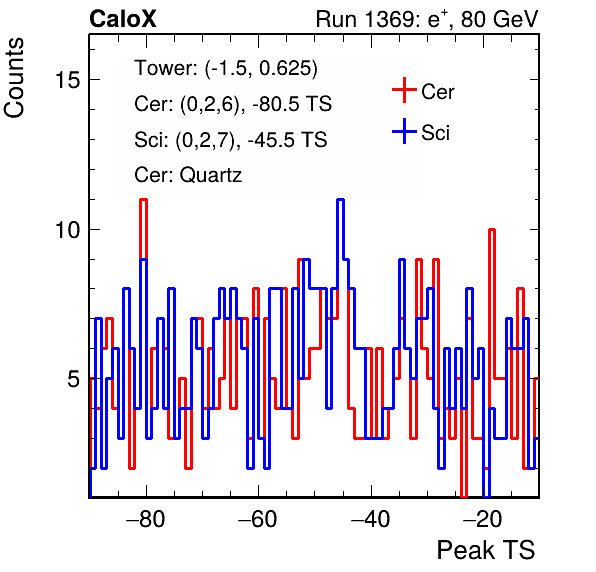 CaloX Run 1369: e⁺, 80 GeV
Counts
Tower: (-1.5, 0.625)
Cer: (0,2,6), -80.5 TS
Sci: (0,2,7), -45.5 TS
Cer: Quartz
Cer
Sci
15
10
5
−80 −60 −40 −20
Peak TS